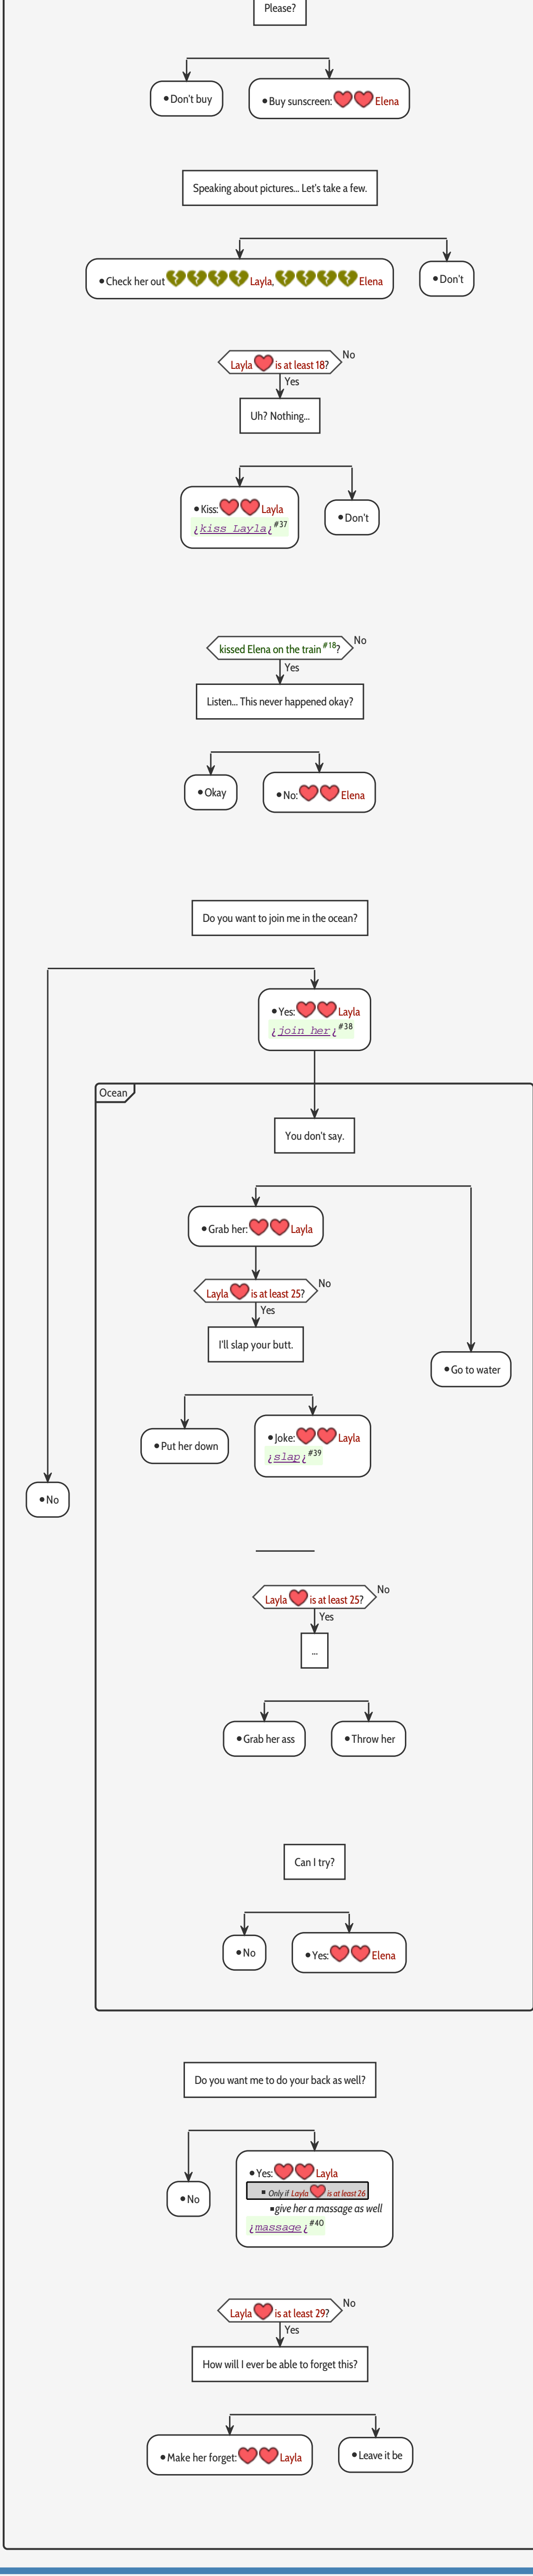 Please?
•Don't buy
•Buy sunscreen: Elena
Speaking about pictures... Let's take a few.
•Check her out Layla, Elena
•Don't
Layla is at least 18?
No
Yes
Uh? Nothing...
•Kiss: Layla
¿kiss Layla¿ #37
•Don't
kissed Elena on the train #18?
No
Yes
Listen... This never happened okay?
•Okay
•No: Elena
Do you want to join me in the ocean?
•Yes: Layla
¿join her¿ #38
Ocean
You don't say.
•Grab her: Layla
Layla is at least 25?
No
Yes
I'll slap your butt.
•Go to water
•Put her down
•Joke: Layla
¿slap¿ #39
•No
Layla is at least 25?
No
Yes
...
•Grab her ass
•Throw her
Can I try?
•No
•Yes: Elena
Do you want me to do your back as well?
•No
•Yes: Layla
▪ Only if Layla is at least 26
▪give her a massage as well
¿massage¿ #40
Layla is at least 29?
No
Yes
How will I ever be able to forget this?
•Make her forget: Layla
•Leave it be